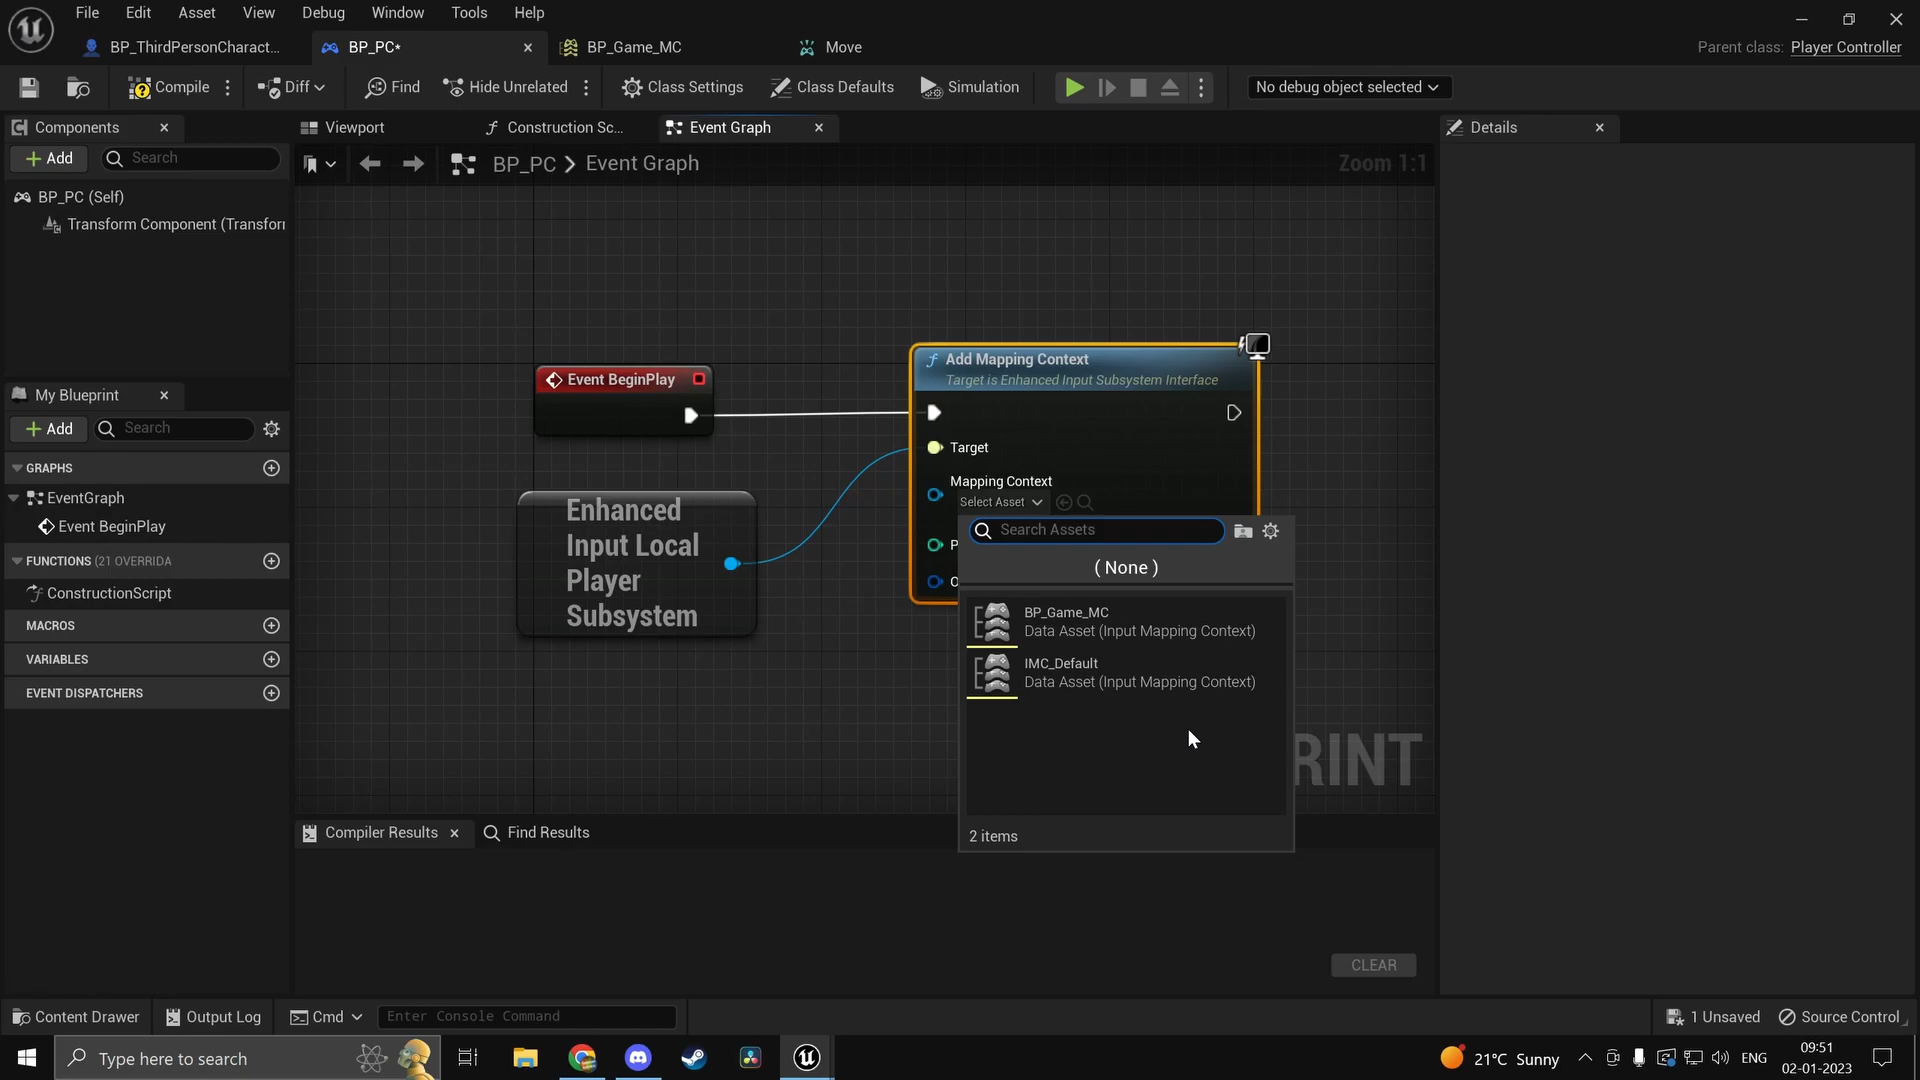 File Edit Asset View Debug Window Tools Help
BP_ThirdPersonCharact... BP_PC* BP_Game_MC Move Parent class: Player Controller
Compile Diff Find Hide Unrelated Class Settings Class Defaults Simulation No debug object selected
Components Viewport Construction Sc... Event Graph Details
Add Search BP_PC > Event Graph Zoom 1:1
BP_PC (Self)
Transform Component (Transfor
My Blueprint
Add Search
GRAPHS
EventGraph
Event BeginPlay
FUNCTIONS (21 OVERRIDA
ConstructionScript
MACROS
VARIABLES
EVENT DISPATCHERS
Event BeginPlay
Enhanced
Input Local
Player
Subsystem
Add Mapping Context
Target is Enhanced Input Subsystem Interface
Target
Mapping Context
Select Asset
Search Assets
P
O
( None )
BP_Game_MC
Data Asset (Input Mapping Context)
IMC_Default
Data Asset (Input Mapping Context)
2 items
RINT
Compiler Results Find Results
CLEAR
Content Drawer Output Log Cmd Enter Console Command 1 Unsaved Source Control
Type here to search 21°C Sunny ENG 09:51
02-01-2023